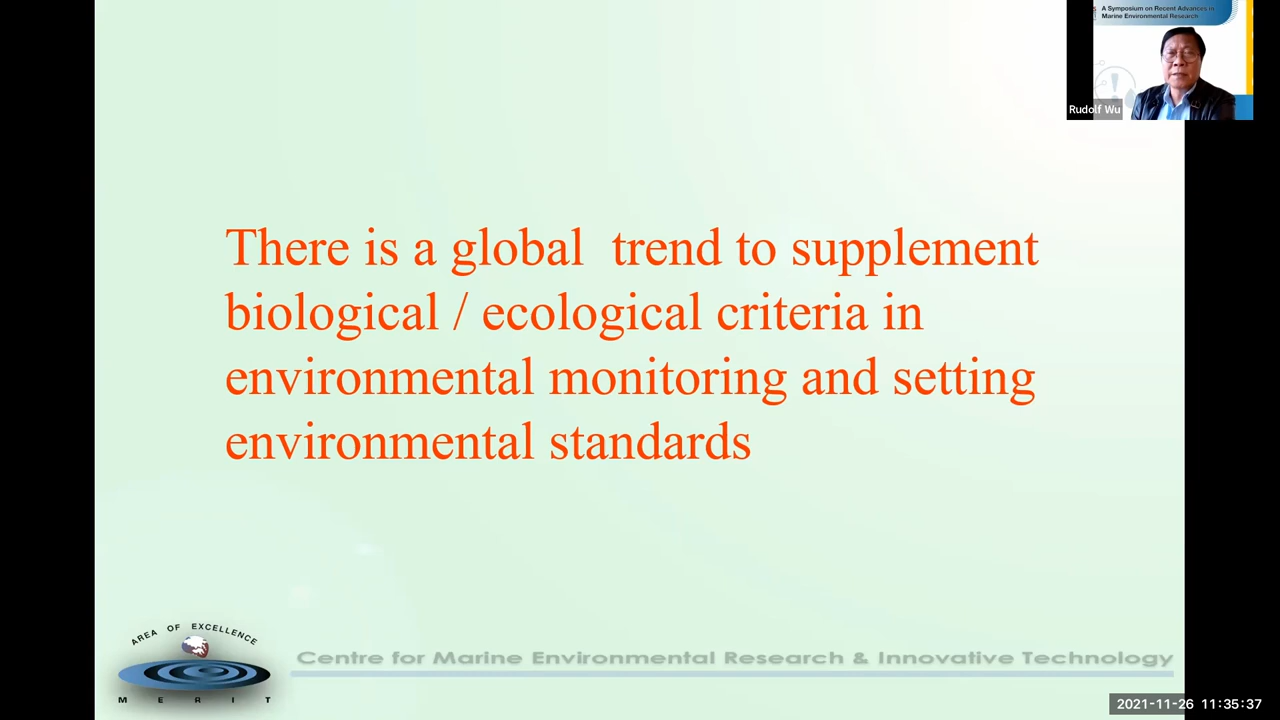 A Symposium on Recent Advances in
Marine Environmental Research
Rudolf Wu
There is a global  trend to supplement
biological / ecological criteria in
environmental monitoring and setting
environmental standards
AREA OF EXCELLENCE
MERIT
Centre for Marine Environmental Research & Innovative Technology
2021-11-26 11:35:37